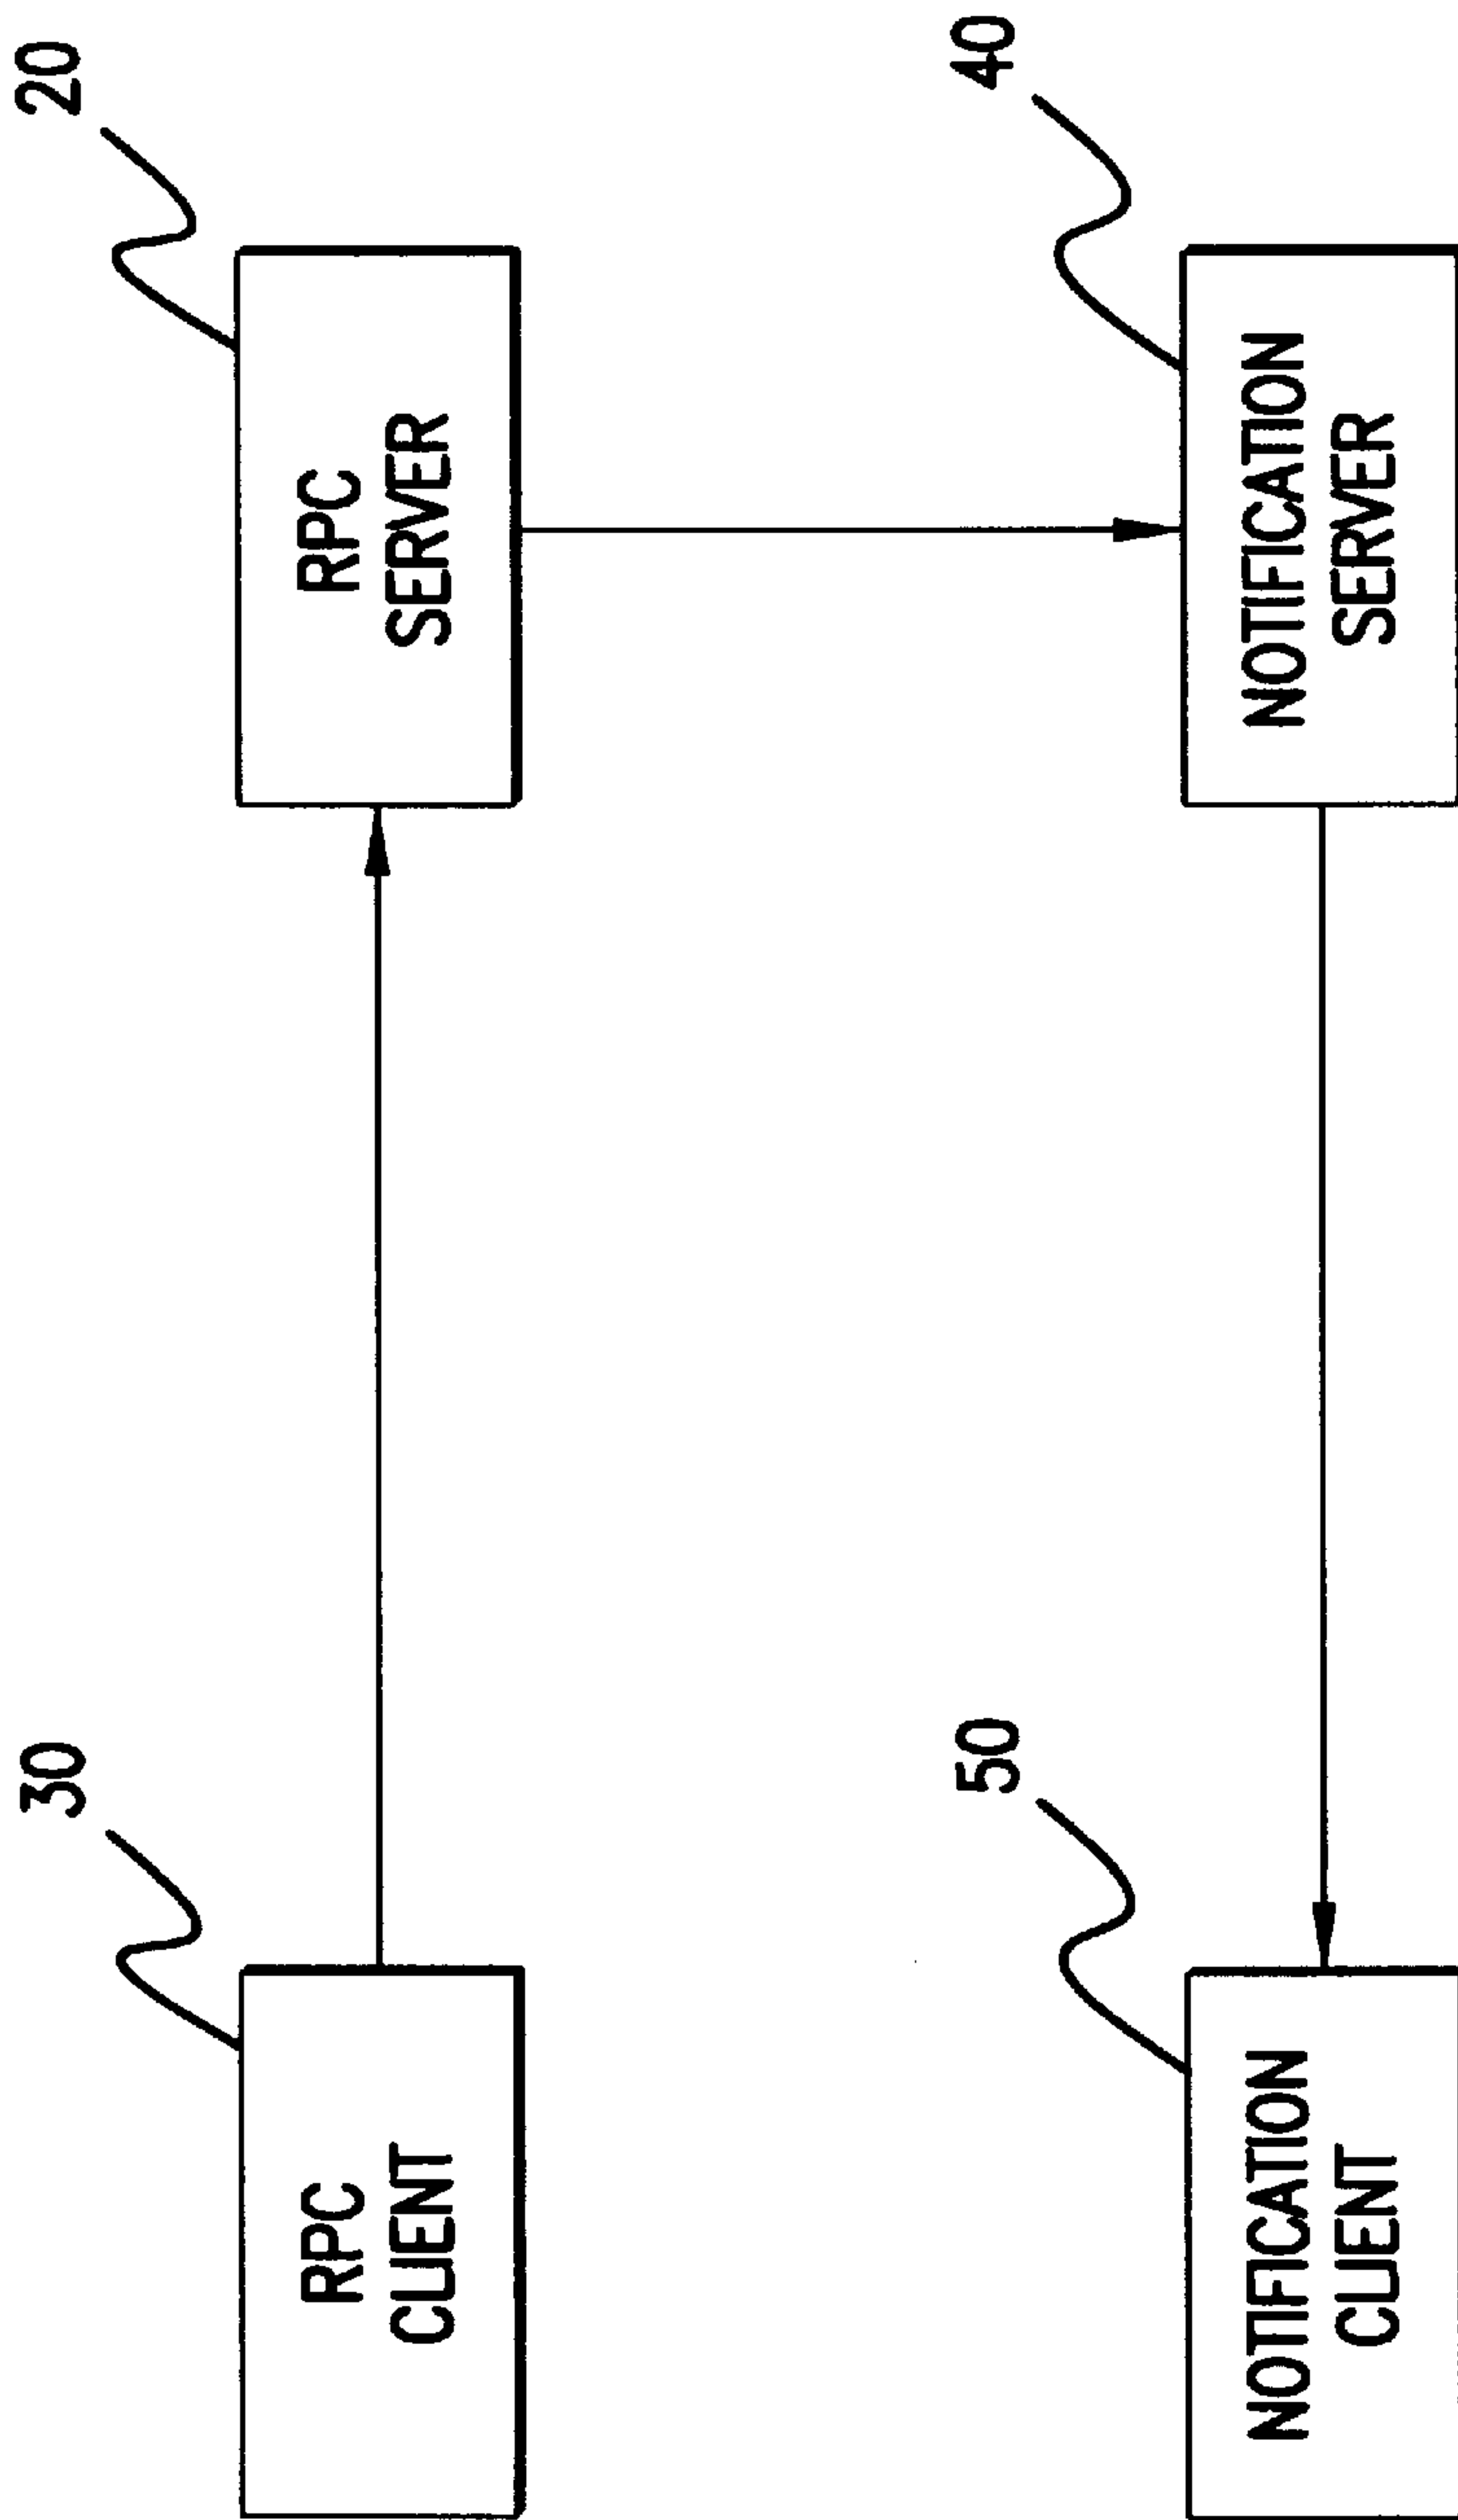 30
20
RPC
CLIENT
RPC
SERVER
50
40
NOTIFICATION
CLIENT
NOTIFICATION
SERVER